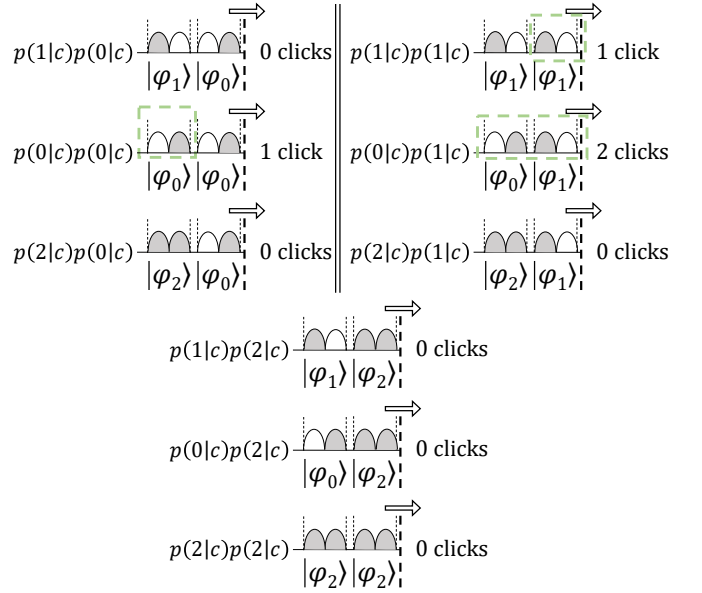 p(1|c)p(0|c) 0 clicks
|φ₁⟩ |φ₀⟩
p(0|c)p(0|c) 1 click
|φ₀⟩ |φ₀⟩
p(2|c)p(0|c) 0 clicks
|φ₂⟩ |φ₀⟩
p(1|c)p(1|c) 1 click
|φ₁⟩ |φ₁⟩
p(0|c)p(1|c) 2 clicks
|φ₀⟩ |φ₁⟩
p(2|c)p(1|c) 0 clicks
|φ₂⟩ |φ₁⟩
p(1|c)p(2|c) 0 clicks
|φ₁⟩ |φ₂⟩
p(0|c)p(2|c) 0 clicks
|φ₀⟩ |φ₂⟩
p(2|c)p(2|c) 0 clicks
|φ₂⟩ |φ₂⟩